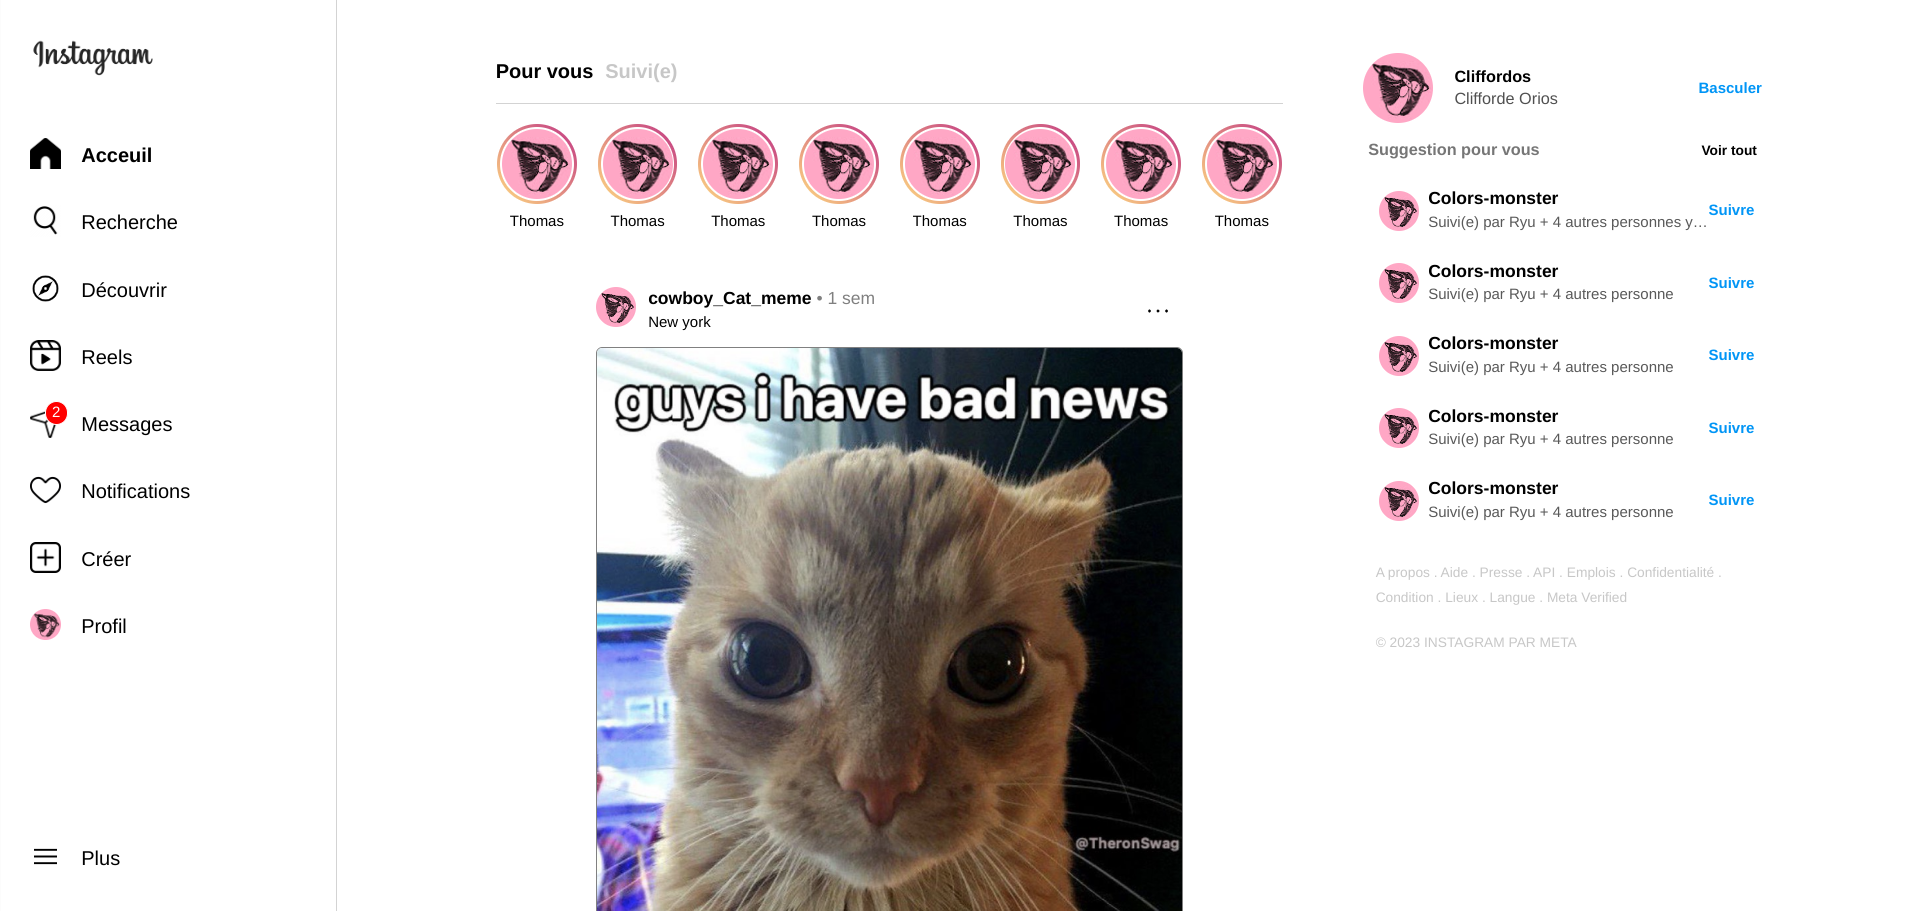 Instagram
Acceuil
Recherche
Découvrir
Reels
2
Messages
Notifications
Créer
Profil
Plus
Pour vous Suivi(e)
Thomas Thomas Thomas Thomas Thomas Thomas Thomas Thomas
cowboy_Cat_meme • 1 sem
New york
...
guys i have bad news
@TheronSwag
Cliffordos
Clifforde Orios
Basculer
Suggestion pour vous Voir tout
Colors-monster
Suivi(e) par Ryu + 4 autres personnes y…
Suivre
Colors-monster
Suivi(e) par Ryu + 4 autres personne
Suivre
Colors-monster
Suivi(e) par Ryu + 4 autres personne
Suivre
Colors-monster
Suivi(e) par Ryu + 4 autres personne
Suivre
Colors-monster
Suivi(e) par Ryu + 4 autres personne
Suivre
A propos . Aide . Presse . API . Emplois . Confidentialité .
Condition . Lieux . Langue . Meta Verified
© 2023 INSTAGRAM PAR META